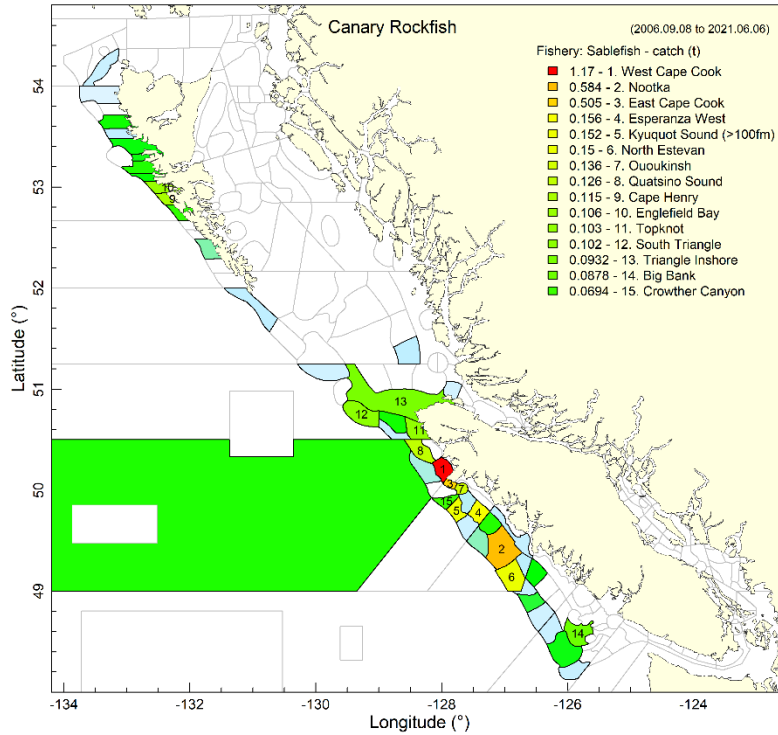 Canary Rockfish
(2006.09.08 to 2021.06.06)
Fishery: Sablefish - catch (t)
1.17 - 1. West Cape Cook
0.584 - 2. Nootka
0.505 - 3. East Cape Cook
0.156 - 4. Esperanza West
0.152 - 5. Kyuquot Sound (>100fm)
0.15 - 6. North Estevan
0.136 - 7. Ououkinsh
0.126 - 8. Quatsino Sound
0.115 - 9. Cape Henry
0.106 - 10. Englefield Bay
0.103 - 11. Topknot
0.102 - 12. South Triangle
0.0932 - 13. Triangle Inshore
0.0878 - 14. Big Bank
0.0694 - 15. Crowther Canyon
54
53
52
51
50
49
Latitude (°)
10
9
13
12
11
8
1
3
7
15
5
4
2
6
14
-134
-132
-130
-128
-126
-124
Longitude (°)